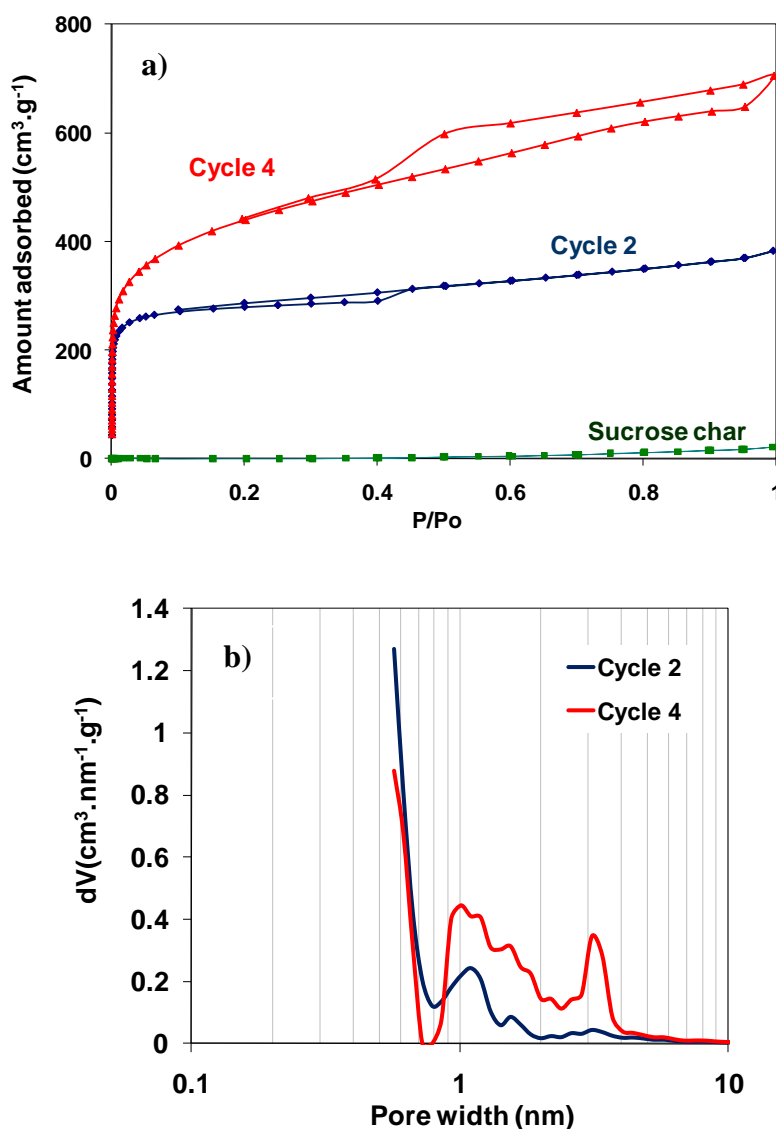 800
a)
600
Cycle 4
400
Cycle 2
200
Sucrose char
0
0
0.2
0.4
0.6
0.8
1
P/Po
Amount adsorbed (cm³.g⁻¹)
1.4
b)
1.2
Cycle 2
Cycle 4
1
0.8
0.6
0.4
0.2
0
0.1
1
10
Pore width (nm)
dV(cm³.nm⁻¹.g⁻¹)